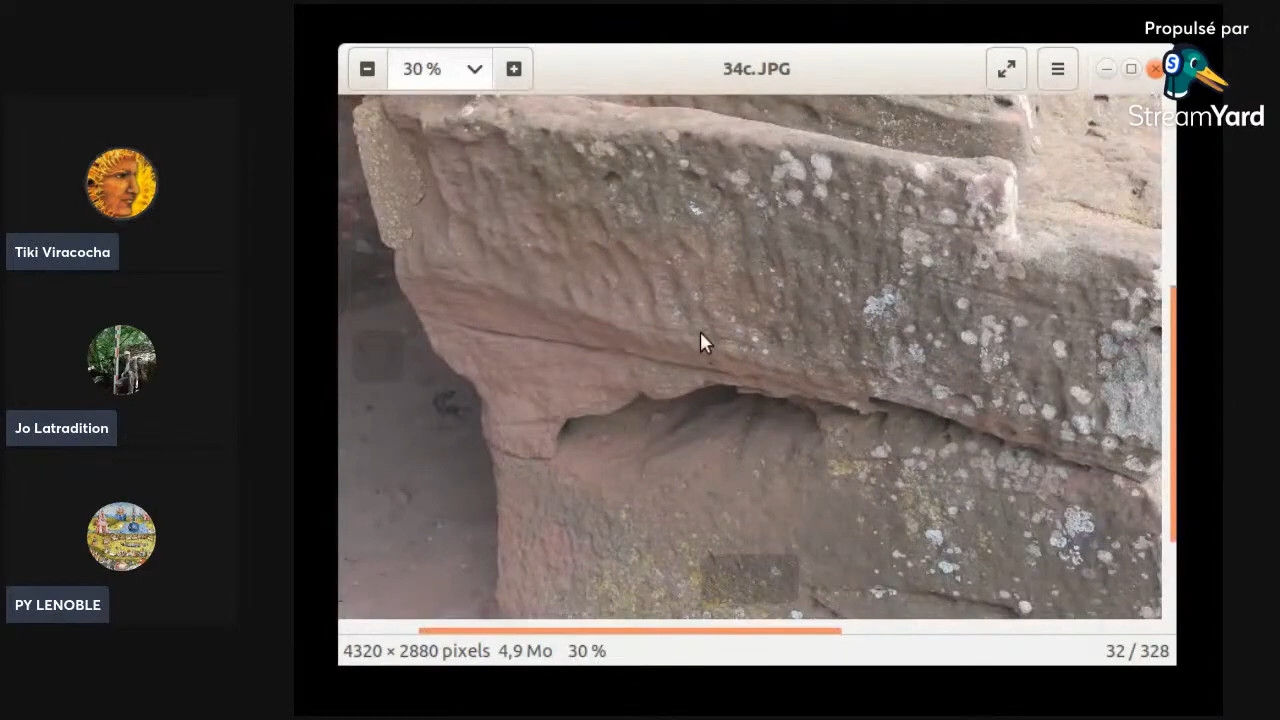 Propulsé par
StreamYard
30 %
34c.JPG
Tiki Viracocha
Jo Latradition
PY LENOBLE
4320 × 2880 pixels 4,9 Mo 30 %
32 / 328